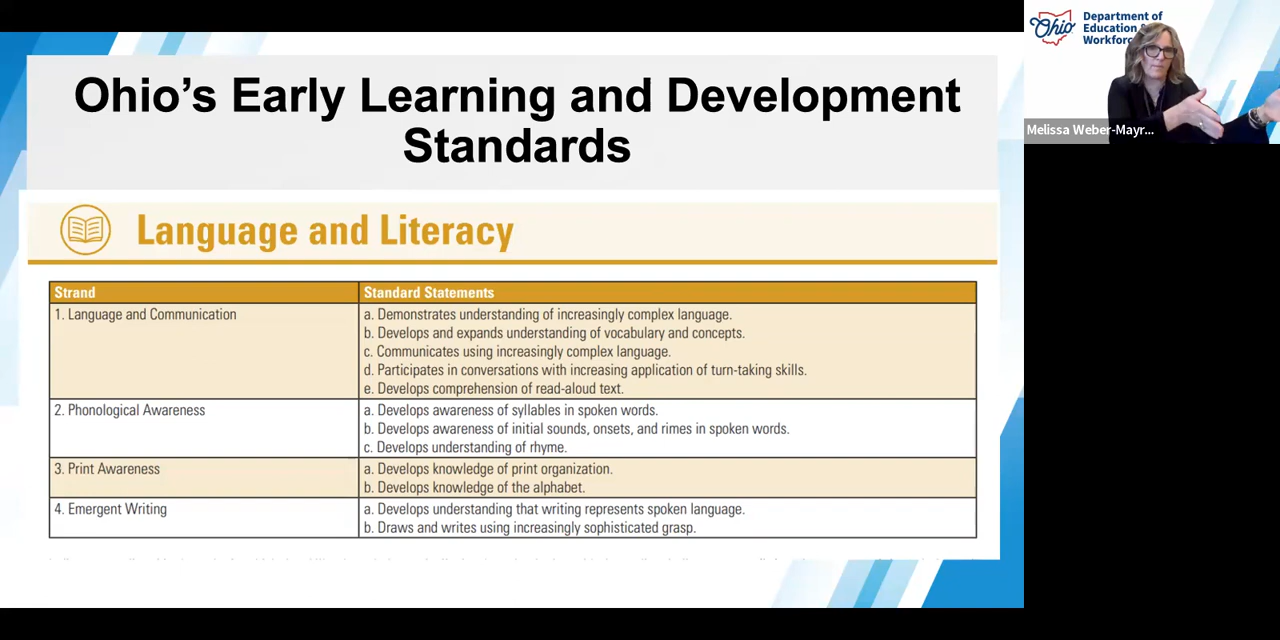 Ohio’s Early Learning and Development
Standards
Language and Literacy
Strand
Standard Statements
1. Language and Communication
a. Demonstrates understanding of increasingly complex language.
b. Develops and expands understanding of vocabulary and concepts.
c. Communicates using increasingly complex language.
d. Participates in conversations with increasing application of turn-taking skills.
e. Develops comprehension of read-aloud text.
2. Phonological Awareness
a. Develops awareness of syllables in spoken words.
b. Develops awareness of initial sounds, onsets, and rimes in spoken words.
c. Develops understanding of rhyme.
3. Print Awareness
a. Develops knowledge of print organization.
b. Develops knowledge of the alphabet.
4. Emergent Writing
a. Develops understanding that writing represents spoken language.
b. Draws and writes using increasingly sophisticated grasp.
Ohio
Department of
Education
Workfor
Melissa Weber-Mayr...